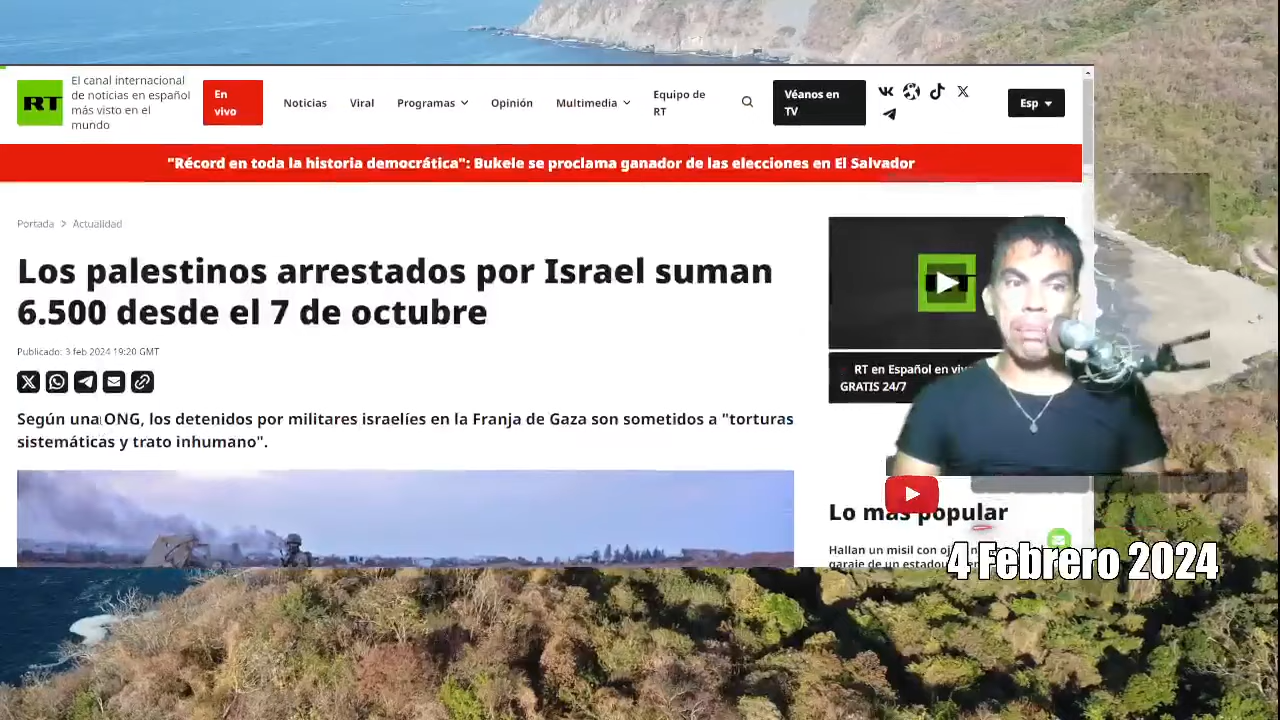 RT
El canal internacional
de noticias en español
más visto en el
mundo
En
vivo
Noticias
Viral
Programas
Opinión
Multimedia
Equipo de
RT
Véanos en
TV
Esp
"Récord en toda la historia democrática": Bukele se proclama ganador de las elecciones en El Salvador
Portada > Actualidad
Los palestinos arrestados por Israel suman
6.500 desde el 7 de octubre
Publicado: 3 feb 2024 19:20 GMT
Según una ONG, los detenidos por militares israelíes en la Franja de Gaza son sometidos a "torturas
sistemáticas y trato inhumano".
RT en Español en viv
GRATIS 24/7
Lo más popular
Hallan un misil con
garaje de un
4 Febrero 2024